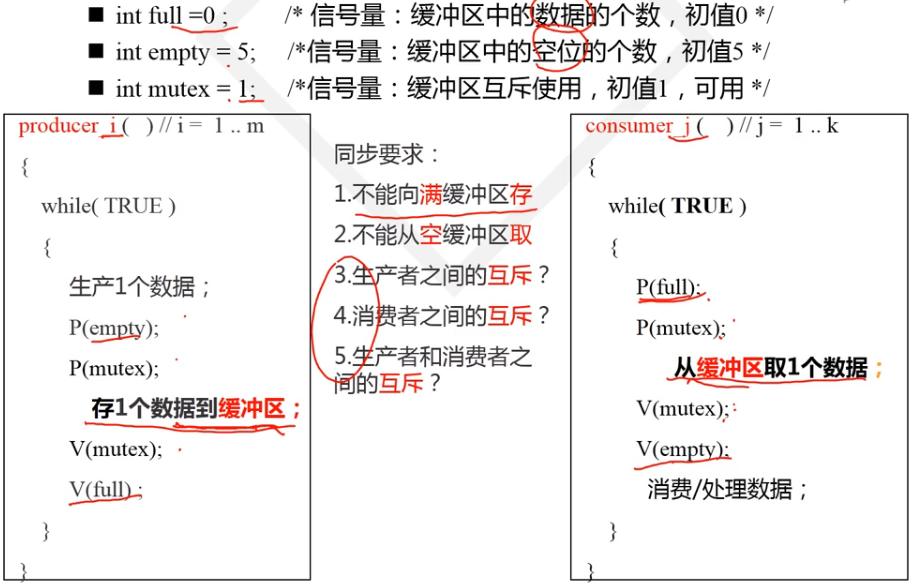 ■ int full =0 ; /* 信号量：缓冲区中的数据的个数，初值0 */
■ int empty = 5; /*信号量：缓冲区中的空位的个数，初值5 */
■ int mutex = 1; /*信号量：缓冲区互斥使用，初值1，可用 */
producer_i ( ) // i = 1 .. m
{
while( TRUE )
{
生产1个数据；
P(empty);
P(mutex);
存1个数据到缓冲区；
V(mutex);
V(full) ;
}
}
同步要求：
1.不能向满缓冲区存
2.不能从空缓冲区取
3.生产者之间的互斥？
4.消费者之间的互斥？
5.生产者和消费者之
间的互斥？
consumer_j ( ) // j = 1 .. k
{
while( TRUE )
{
P(full);
P(mutex);
从缓冲区取1个数据；
V(mutex);
V(empty);
消费/处理数据；
}
}